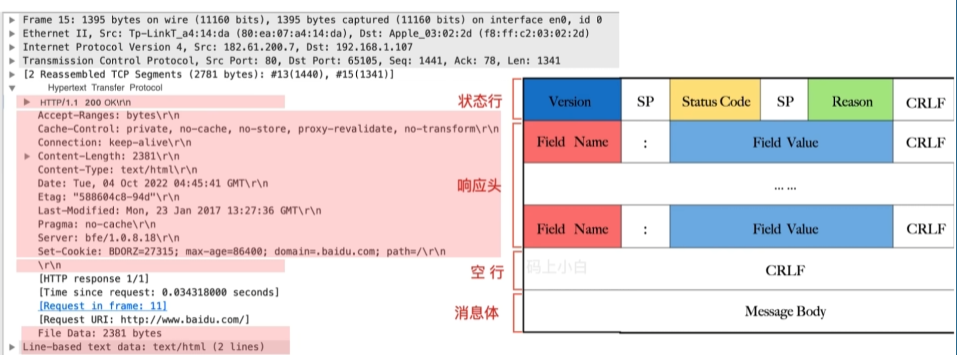 Frame 15: 1395 bytes on wire (11160 bits), 1395 bytes captured (11160 bits) on interface en0, id 0
Ethernet II, Src: Tp-LinkT_a4:14:da (80:ea:07:a4:14:da), Dst: Apple_03:02:2d (f8:ff:c2:03:02:2d)
Internet Protocol Version 4, Src: 182.61.200.7, Dst: 192.168.1.107
Transmission Control Protocol, Src Port: 80, Dst Port: 65105, Seq: 1441, Ack: 78, Len: 1341
[2 Reassembled TCP Segments (2781 bytes): #13(1440), #15(1341)]
Hypertext Transfer Protocol
HTTP/1.1 200 OK\r\n
Accept-Ranges: bytes\r\n
Cache-Control: private, no-cache, no-store, proxy-revalidate, no-transform\r\n
Connection: keep-alive\r\n
Content-Length: 2381\r\n
Content-Type: text/html\r\n
Date: Tue, 04 Oct 2022 04:45:41 GMT\r\n
Etag: "588604c8-94d"\r\n
Last-Modified: Mon, 23 Jan 2017 13:27:36 GMT\r\n
Pragma: no-cache\r\n
Server: bfe/1.0.8.18\r\n
Set-Cookie: BDORZ=27315; max-age=86400; domain=.baidu.com; path=/\r\n
\r\n
[HTTP response 1/1]
[Time since request: 0.034318000 seconds]
[Request in frame: 11]
[Request URI: http://www.baidu.com/]
File Data: 2381 bytes
Line-based text data: text/html (2 lines)
状态行 Version SP Status Code SP Reason CRLF
Field Name : Field Value CRLF
响应头 ... ...
Field Name : Field Value CRLF
空 行 码上小白 CRLF
消息体 Message Body